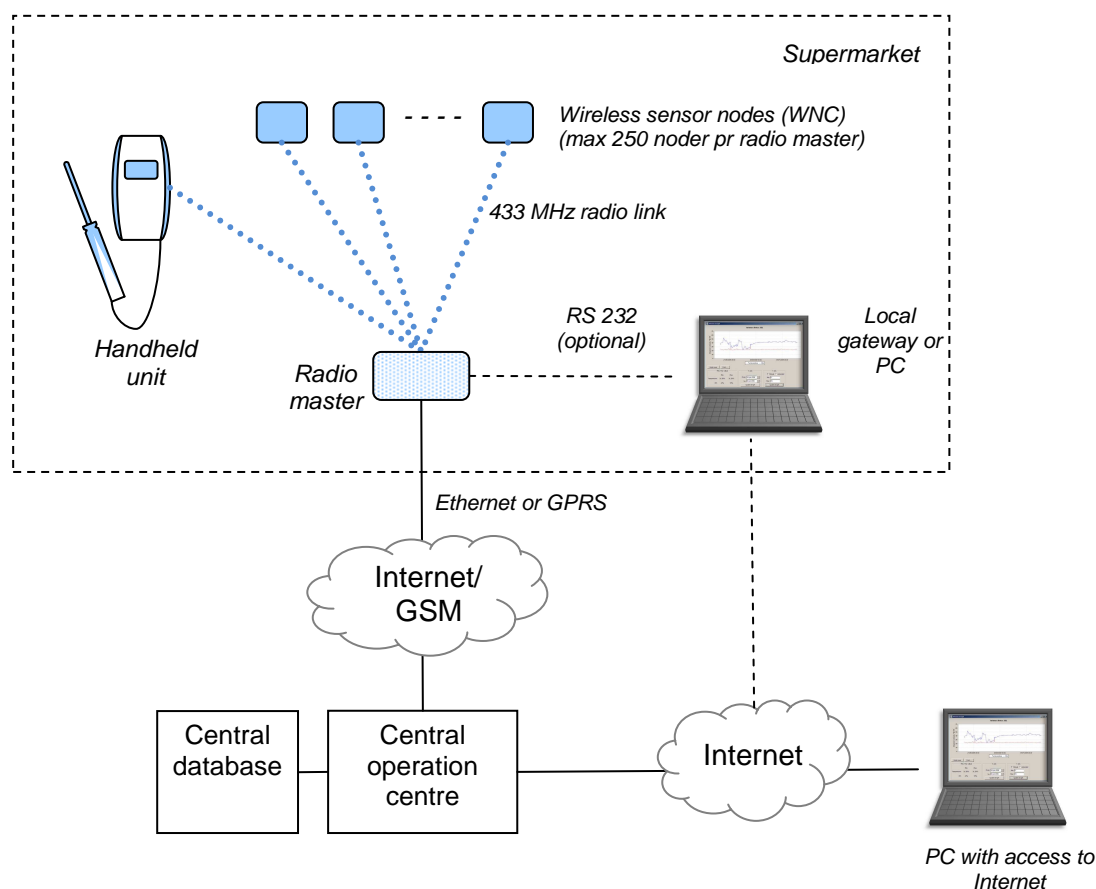 Supermarket
Wireless sensor nodes (WNC)
(max 250 noder pr radio master)
433 MHz radio link
Handheld
unit
Radio
master
RS 232
(optional)
Local
gateway or
PC
Ethernet or GPRS
Internet/
GSM
Central
database
Central
operation
centre
Internet
PC with access to
Internet